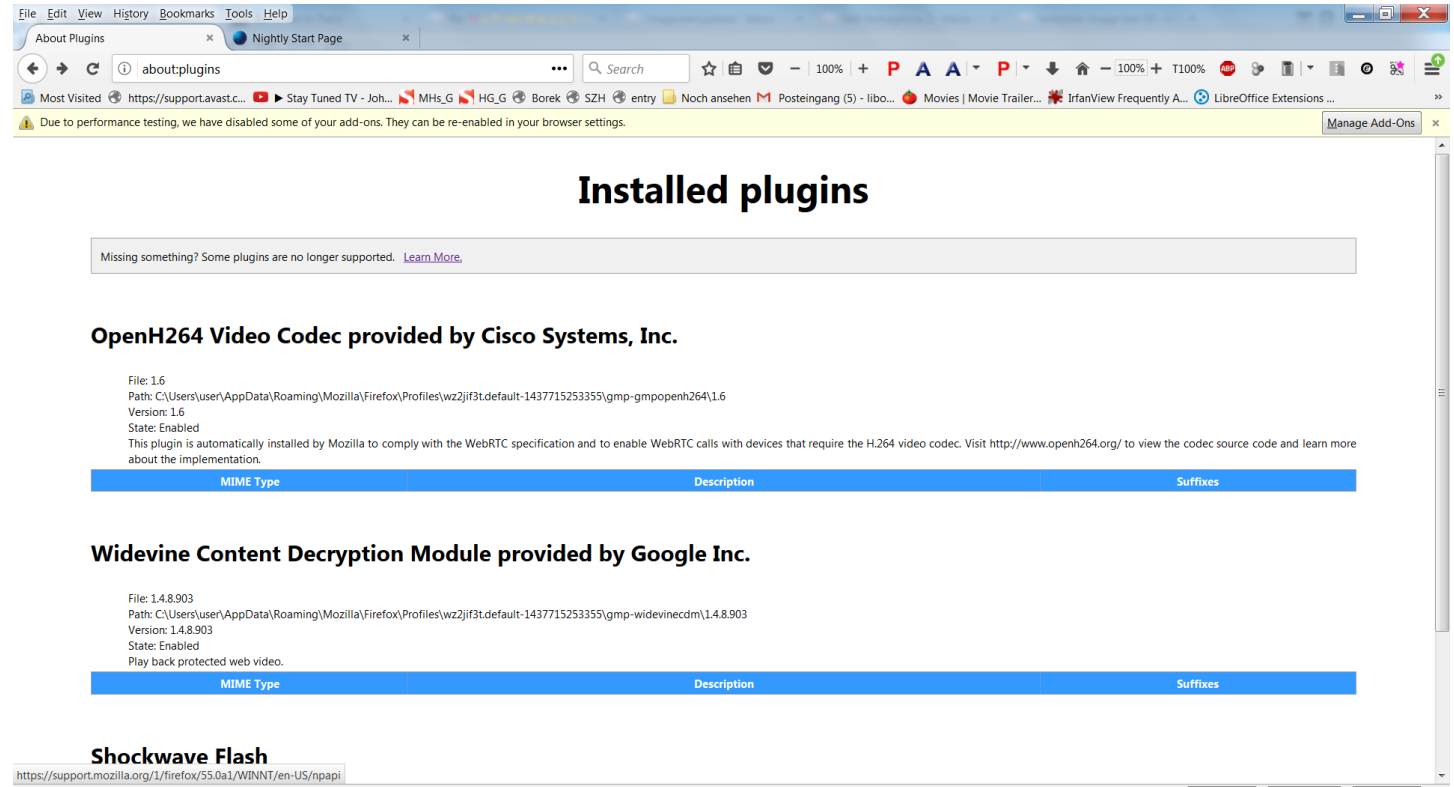 File Edit View History Bookmarks Tools Help
About Plugins × Nightly Start Page ×
about:plugins ••• Search − 100% + P A A P − 100% + T100% ABP
Most Visited https://support.avast.c... ▶ Stay Tuned TV - Joh... MHs_G HG_G Borek SZH entry Noch ansehen Posteingang (5) - libo... Movies | Movie Trailer... IrfanView Frequently A... LibreOffice Extensions ... »
Due to performance testing, we have disabled some of your add-ons. They can be re-enabled in your browser settings. Manage Add-Ons ×
Installed plugins
Missing something? Some plugins are no longer supported. Learn More.
OpenH264 Video Codec provided by Cisco Systems, Inc.
File: 1.6
Path: C:\Users\user\AppData\Roaming\Mozilla\Firefox\Profiles\wz2jif3t.default-1437715253355\gmp-gmpopenh264\1.6
Version: 1.6
State: Enabled
This plugin is automatically installed by Mozilla to comply with the WebRTC specification and to enable WebRTC calls with devices that require the H.264 video codec. Visit http://www.openh264.org/ to view the codec source code and learn more
about the implementation.
MIME Type Description Suffixes
Widevine Content Decryption Module provided by Google Inc.
File: 1.4.8.903
Path: C:\Users\user\AppData\Roaming\Mozilla\Firefox\Profiles\wz2jif3t.default-1437715253355\gmp-widevinecdm\1.4.8.903
Version: 1.4.8.903
State: Enabled
Play back protected web video.
MIME Type Description Suffixes
Shockwave Flash
https://support.mozilla.org/1/firefox/55.0a1/WINNT/en-US/npapi